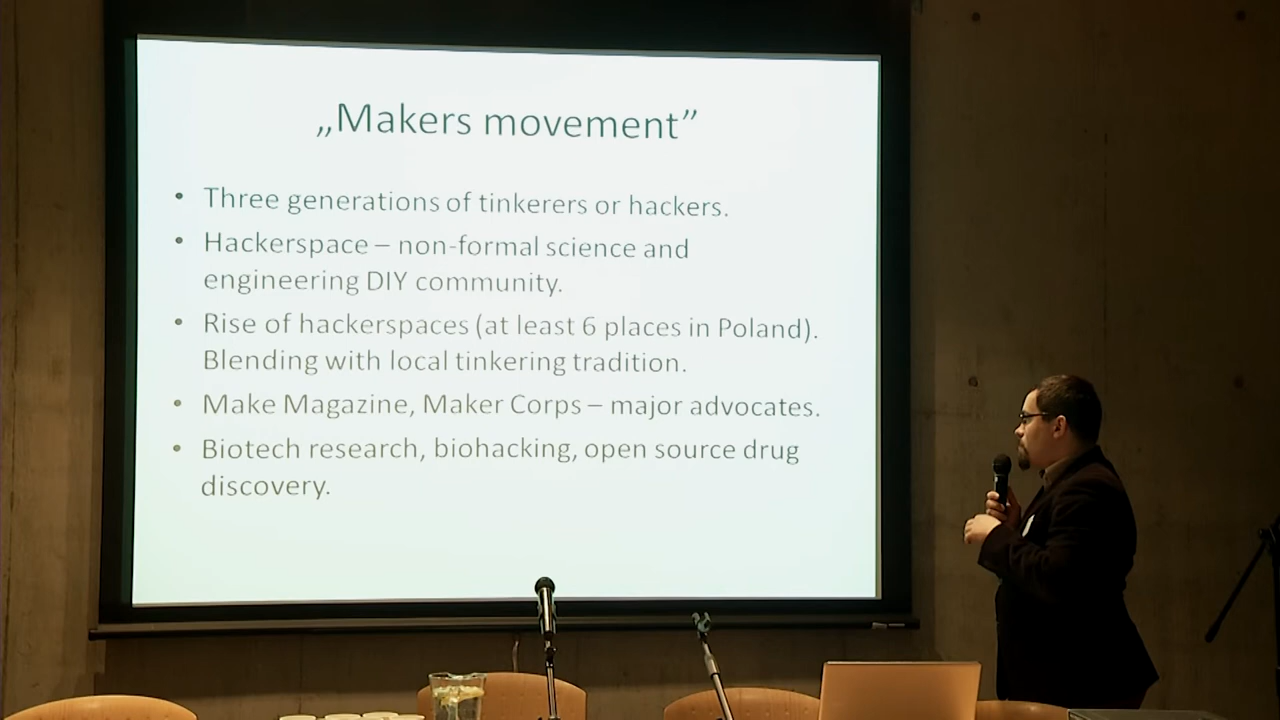 „Makers movement”
• Three generations of tinkerers or hackers.
• Hackerspace – non-formal science and
engineering DIY community.
• Rise of hackerspaces (at least 6 places in Poland).
Blending with local tinkering tradition.
• Make Magazine, Maker Corps – major advocates.
• Biotech research, biohacking, open source drug
discovery.